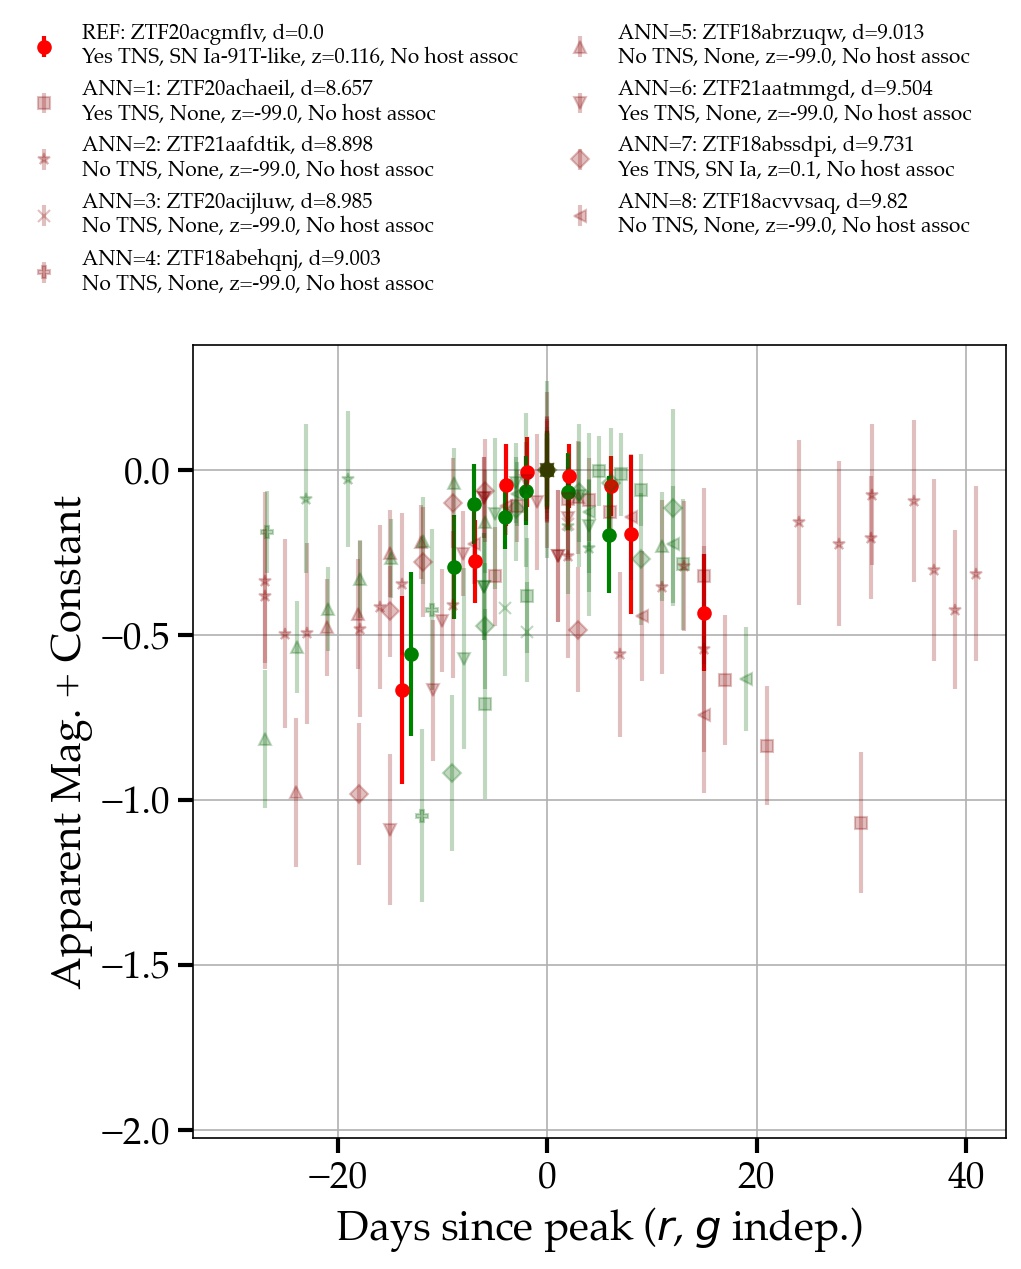 REF: ZTF20acgmflv, d=0.0
Yes TNS, SN Ia-91T-like, z=0.116, No host assoc
ANN=1: ZTF20achaeil, d=8.657
Yes TNS, None, z=-99.0, No host assoc
ANN=2: ZTF21aafdtik, d=8.898
No TNS, None, z=-99.0, No host assoc
ANN=3: ZTF20acijluw, d=8.985
No TNS, None, z=-99.0, No host assoc
ANN=4: ZTF18abehqnj, d=9.003
No TNS, None, z=-99.0, No host assoc
ANN=5: ZTF18abrzuqw, d=9.013
No TNS, None, z=-99.0, No host assoc
ANN=6: ZTF21aatmmgd, d=9.504
Yes TNS, None, z=-99.0, No host assoc
ANN=7: ZTF18abssdpi, d=9.731
Yes TNS, SN Ia, z=0.1, No host assoc
ANN=8: ZTF18acvvsaq, d=9.82
No TNS, None, z=-99.0, No host assoc
Apparent Mag. + Constant
0.0
−0.5
−1.0
−1.5
−2.0
−20
0
20
40
Days since peak (r, g indep.)